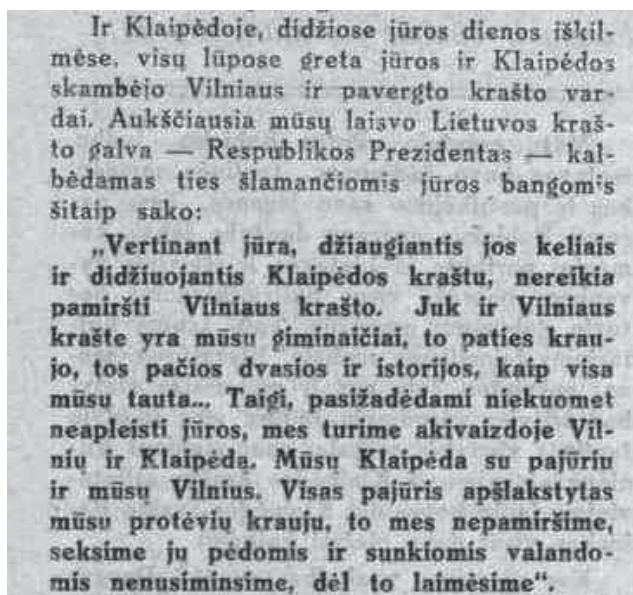 Ir Klaipėdoje, didžiose jūros dienos iškil-
mėse, visų lūpose greta jūros ir Klaipėdos
skambėjo Vilniaus ir pavergto krašto var-
dai. Aukščiausia mūsų laisvo Lietuvos kraš-
to galva — Respublikos Prezidentas — kal-
bėdamas ties šlamančiomis jūros bangomis
šitaip sako:
„Vertinant jūra, džiaugiantis jos keliais
ir didžiuojantis Klaipėdos kraštu, nereikia
pamiršti Vilniaus krašto. Juk ir Vilniaus
krašte yra mūsų giminaičiai, to paties krau-
jo, tos pačios dvasios ir istorijos, kaip visa
mūsų tauta... Taigi, pasižadėdami niekuomet
neapleisti jūros, mes turime akivaizdoje Vil-
nių ir Klaipėdą. Mūsų Klaipėda su pajūriu
ir mūsų Vilnius. Visas pajūris apšlakstytas
mūsų protėvių krauju, to mes nepamiršime,
seksime jų pėdomis ir sunkiomis valando-
mis nenusiminsime, dėl to laimėsime“.